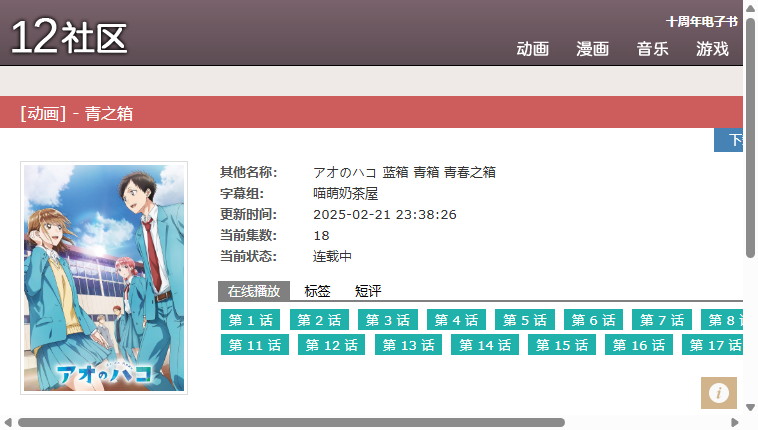 12社区
十周年电子书
动画 漫画 音乐 游戏
[动画] - 青之箱
下
其他名称: アオのハコ 蓝箱 青箱 青春之箱
字幕组: 喵萌奶茶屋
更新时间: 2025-02-21 23:38:26
当前集数: 18
当前状态: 连载中
在线播放 标签 短评
第 1 话 第 2 话 第 3 话 第 4 话 第 5 话 第 6 话 第 7 话 第 8
第 11 话 第 12 话 第 13 话 第 14 话 第 15 话 第 16 话 第 17 话
アオのハコ
i